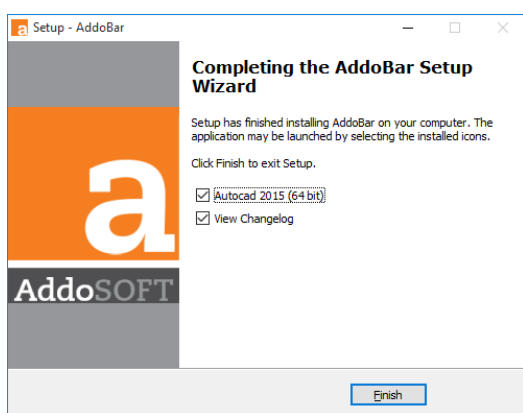 Setup - AddoBar
Completing the AddoBar Setup
Wizard
Setup has finished installing AddoBar on your computer. The
application may be launched by selecting the installed icons.
Click Finish to exit Setup.
Autocad 2015 (64 bit)
View Changelog
a
AddoSOFT
Finish